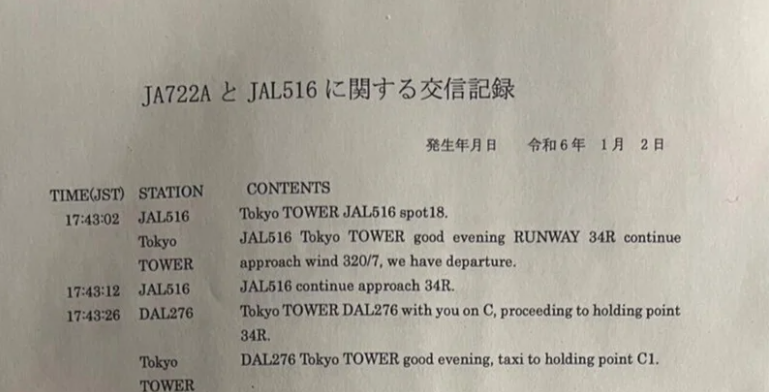 JA722A と JAL516 に関する交信記録
発生年月日 令和6年 1月 2日
TIME(JST) STATION CONTENTS
17:43:02 JAL516 Tokyo TOWER JAL516 spot18.
Tokyo JAL516 Tokyo TOWER good evening RUNWAY 34R continue
TOWER approach wind 320/7, we have departure.
17:43:12 JAL516 JAL516 continue approach 34R.
17:43:26 DAL276 Tokyo TOWER DAL276 with you on C, proceeding to holding point
34R.
Tokyo DAL276 Tokyo TOWER good evening, taxi to holding point C1.
TOWER